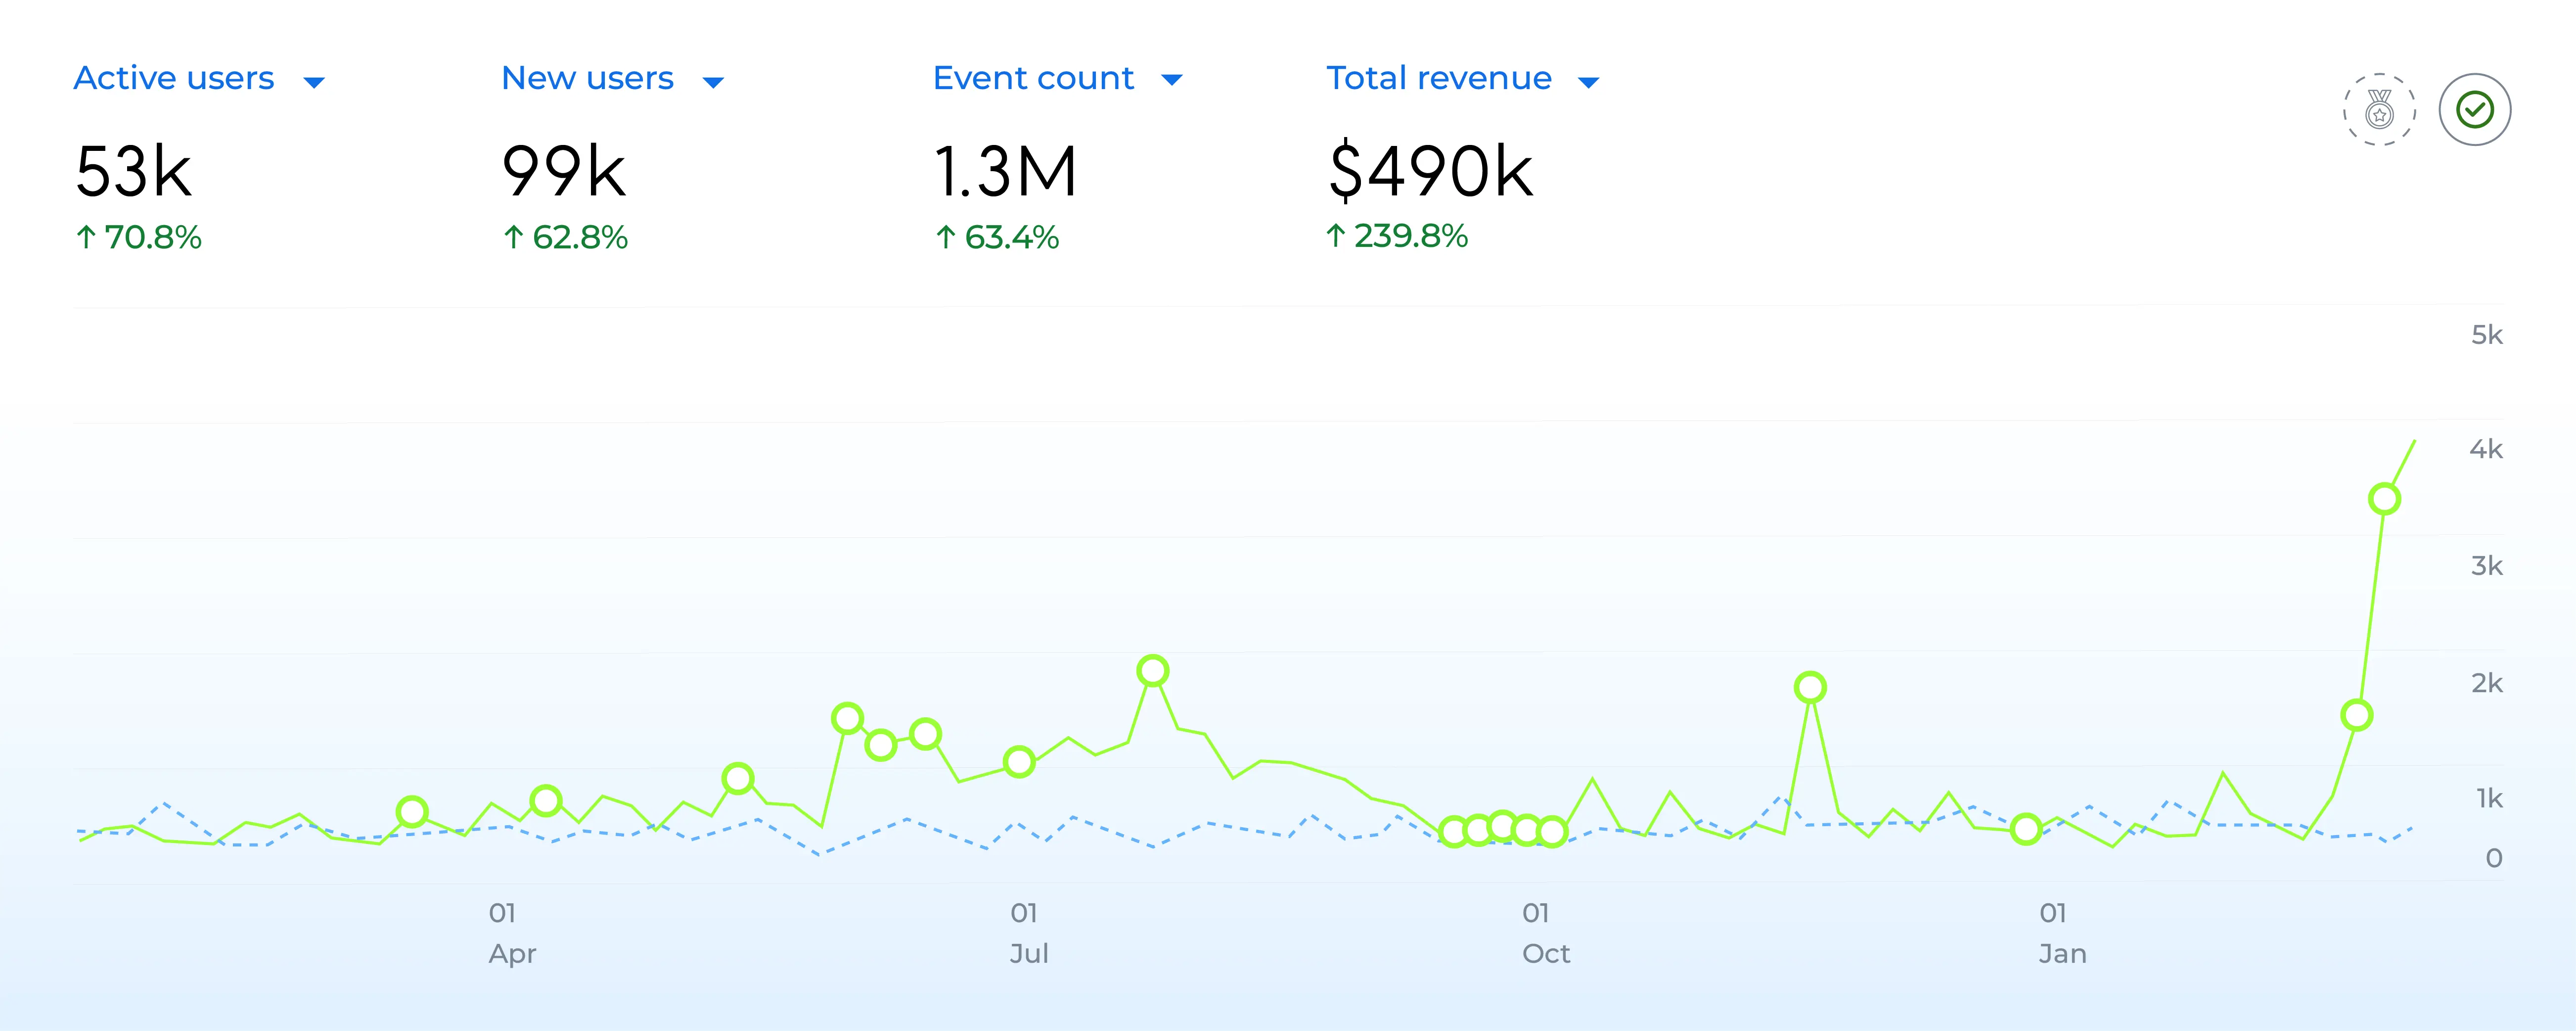 Active users
New users
Event count
Total revenue
53k
99k
1.3M
$490k
↑ 70.8%
↑ 62.8%
↑ 63.4%
↑ 239.8%
5k
4k
3k
2k
1k
0
01
Apr
01
Jul
01
Oct
01
Jan